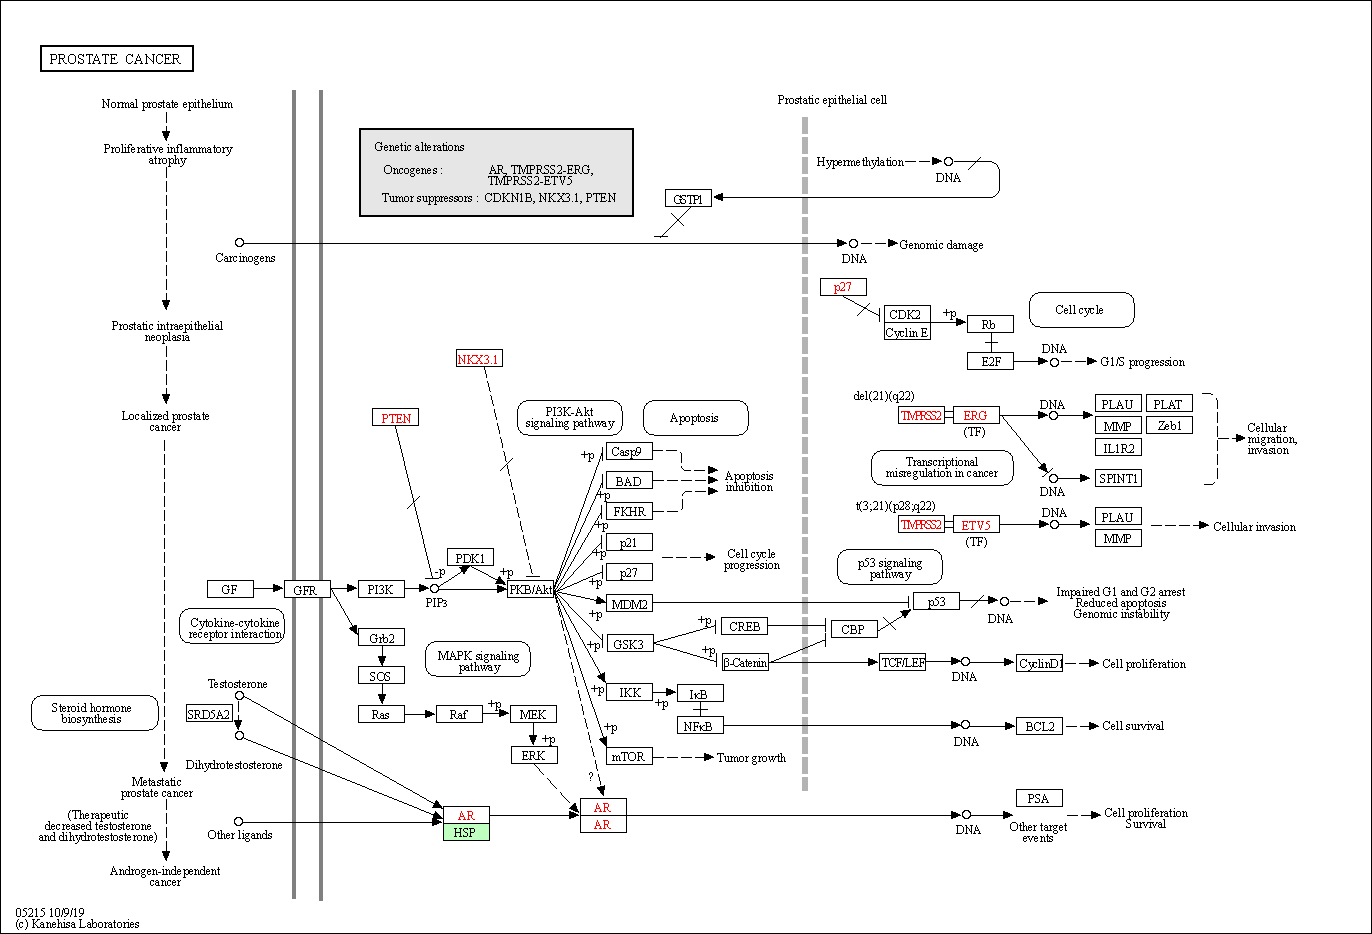 PROSTATE CANCER
Normal prostate epithelium
Proliferative inflammatory
atrophy
Prostatic intraepithelial
neoplasia
Localized prostate
cancer
Metastatic
prostate cancer
(Therapeutic
decreased testosterone
and dihydrotestosterone)
Androgen-independent
cancer
Genetic alterations
Oncogenes :
AR, TMPRSS2-ERG,
TMPRSS2-ETV5
Tumor suppressors : CDKN1B, NKX3.1, PTEN
Prostatic epithelial cell
Hypermethylation
DNA
GSTP1
Carcinogens
DNA
Genomic damage
p27
CDK2
Cyclin E
+p
Rb
E2F
Cell cycle
DNA
G1/S progression
NKX3.1
PTEN
PI3K-Akt
signaling pathway
Apoptosis
del(21)(q22)
TMPRSS2
ERG
(TF)
DNA
PLAU
PLAT
MMP
Zeb1
IL1R2
SPINT1
DNA
Cellular
migration,
invasion
Transcriptional
misregulation in cancer
t(3;21)(p28;q22)
TMPRSS2
ETV5
(TF)
DNA
PLAU
MMP
Cellular invasion
+p
Casp9
BAD
+p
FKHR
+p
p21
+p
p27
+p
MDM2
+p
GSK3
+p
IKK
+p
mTOR
+p
Apoptosis
inhibition
Cell cycle
progression
p53 signaling
pathway
GF
GFR
PI3K
-p
PIP3
PDK1
+p
PKB/Akt
p53
DNA
Impaired G1 and G2 arrest
Reduced apoptosis
Genomic instability
Cytokine-cytokine
receptor interaction
Grb2
SOS
Ras
Raf
+p
MEK
+p
ERK
MAPK signaling
pathway
+p
CREB
CBP
+p
β-Catenin
TCF/LEF
DNA
CyclinD1
Cell proliferation
+p
IκB
NFκB
DNA
BCL2
Cell survival
Tumor growth
?
Steroid hormone
biosynthesis
Testosterone
SRD5A2
Dihydrotestosterone
Other ligands
AR
HSP
AR
AR
DNA
PSA
Other target
events
Cell proliferation
Survival
05215 10/9/19
(c) Kanehisa Laboratories